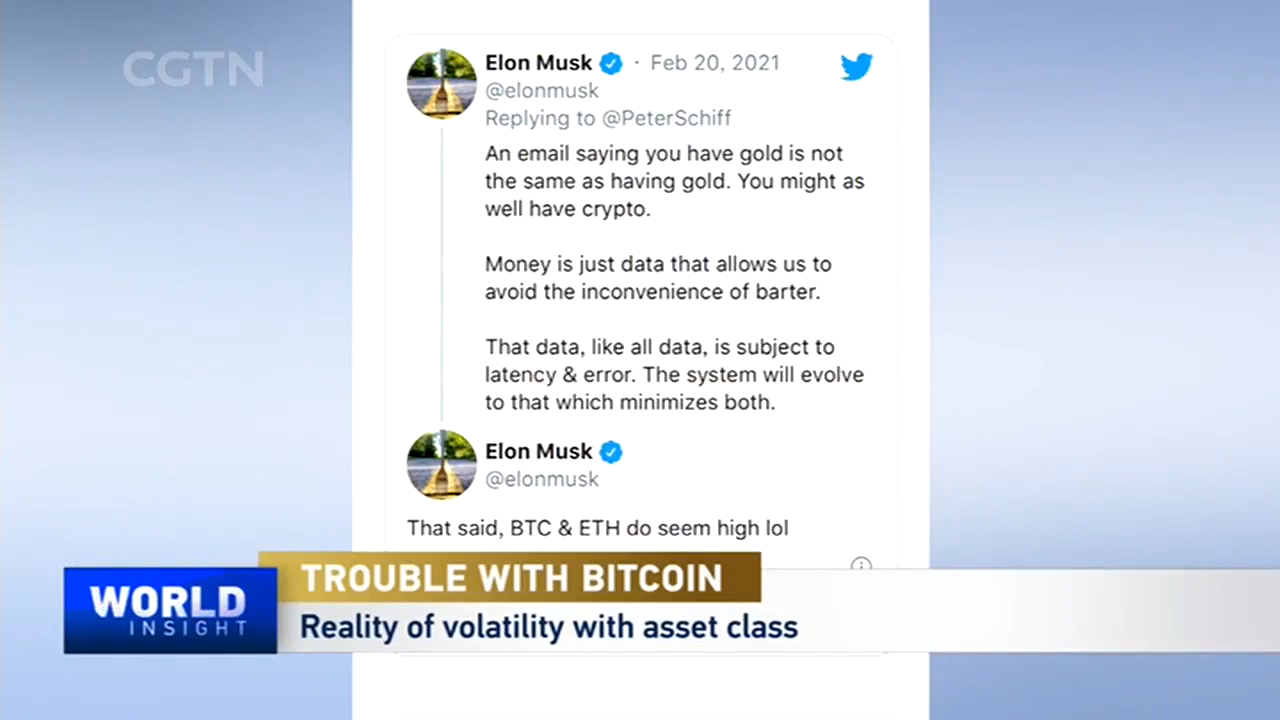 CGTN
Elon Musk · Feb 20, 2021
@elonmusk
Replying to @PeterSchiff
An email saying you have gold is not
the same as having gold. You might as
well have crypto.
Money is just data that allows us to
avoid the inconvenience of barter.
That data, like all data, is subject to
latency & error. The system will evolve
to that which minimizes both.
Elon Musk
@elonmusk
That said, BTC & ETH do seem high lol
TROUBLE WITH BITCOIN
WORLD
INSIGHT
Reality of volatility with asset class